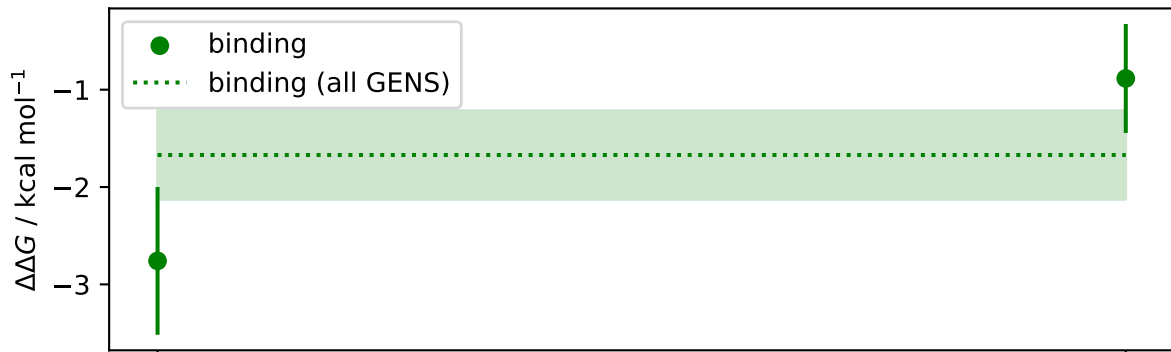 binding
binding (all GENS)
ΔΔG / kcal mol⁻¹
−1
−2
−3